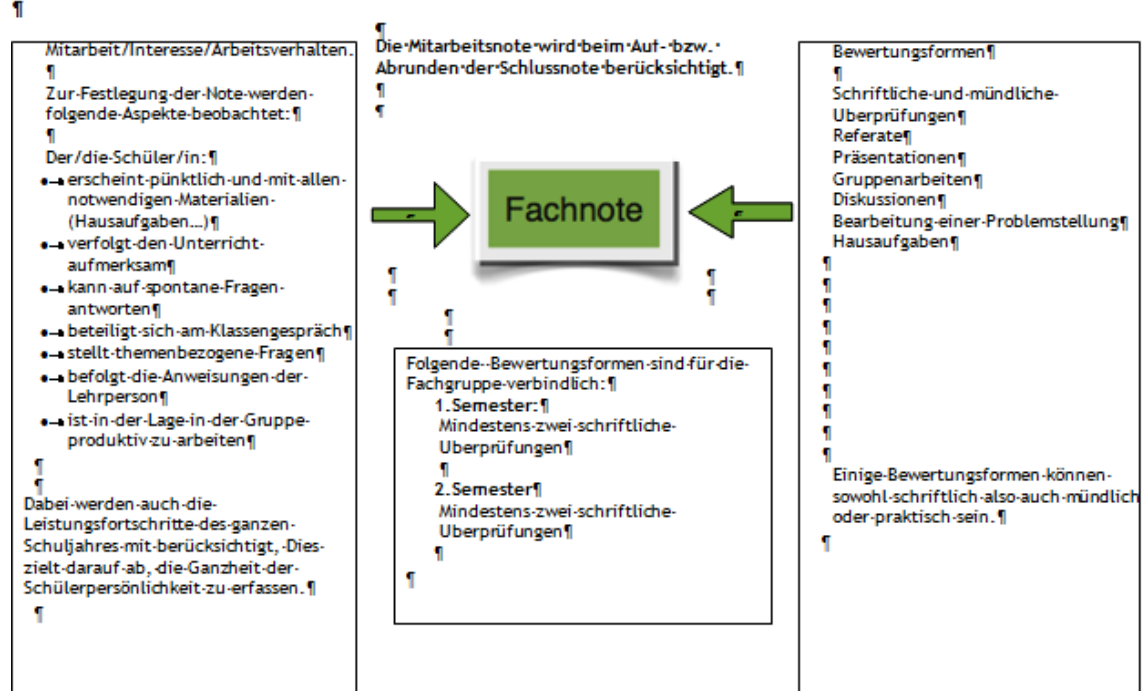 Mitarbeit/Interesse/Arbeitsverhalten.
Zur Festlegung der Note werden
folgende Aspekte beobachtet:¶
¶
Der/die Schüler/in:¶
erscheint pünktlich und mit allen
notwendigen Materialien
(Hausaufgaben…)¶
verfolgt den Unterricht
aufmerksam¶
kann auf spontane Fragen
antworten¶
beteiligt sich am Klassengespräch¶
stellt themenbezogene Fragen¶
befolgt die Anweisungen der
Lehrperson¶
ist in der Lage in der Gruppe
produktiv zu arbeiten¶
Dabei werden auch die
Leistungsfortschritte des ganzen
Schuljahres mit berücksichtigt, Dies
zielt darauf ab, die Ganzheit der
Schülerpersönlichkeit zu erfassen.¶
Die Mitarbeitsnote wird beim Auf- bzw.
Abrunden der Schlussnote berücksichtigt.¶
Fachnote
Folgende Bewertungsformen sind für die
Fachgruppe verbindlich:¶
1.Semester:¶
Mindestens zwei schriftliche
Uberprüfungen¶
2.Semester¶
Mindestens zwei schriftliche
Uberprüfungen¶
Bewertungsformen¶
Schriftliche und mündliche
Uberprüfungen¶
Referate¶
Präsentationen¶
Gruppenarbeiten¶
Diskussionen¶
Bearbeitung einer Problemstellung¶
Hausaufgaben¶
Einige Bewertungsformen können
sowohl schriftlich also auch mündlich
oder praktisch sein.¶